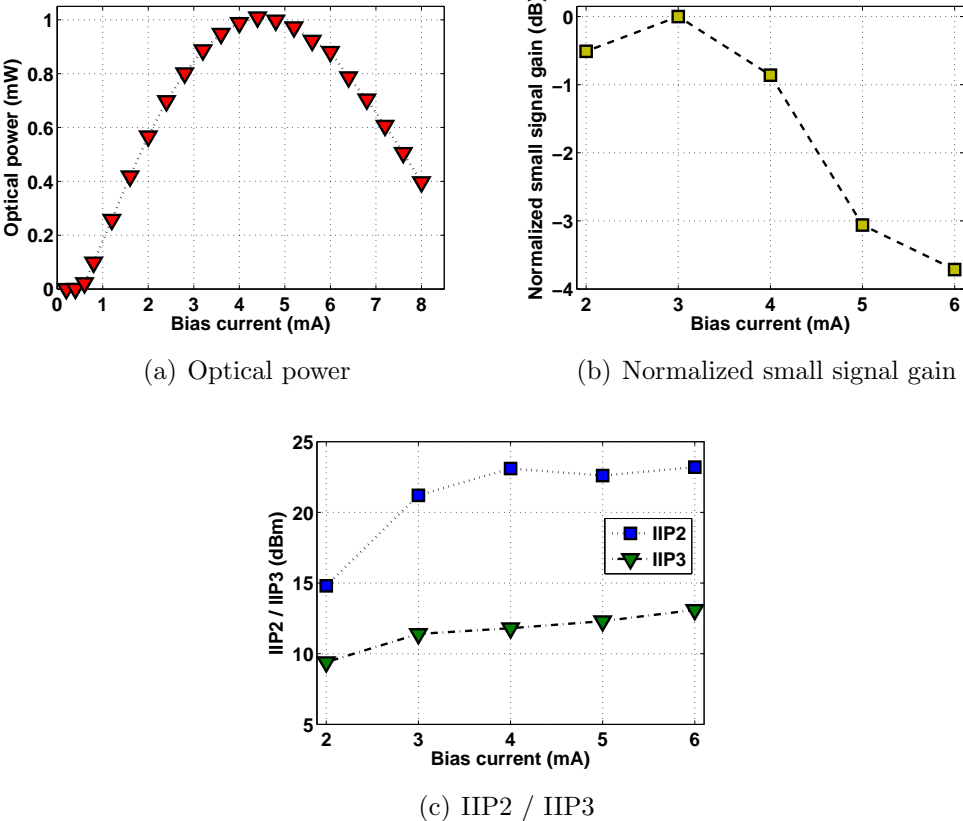 1
0.8
0.6
0.4
0.2
0
Optical power (mW)
0 1 2 3 4 5 6 7 8
Bias current (mA)
(a) Optical power
0
−1
−2
−3
−4
Normalized small signal gain (dB)
2 3 4 5 6
Bias current (mA)
(b) Normalized small signal gain
25
20
15
10
5
IIP2 / IIP3 (dBm)
IIP2
IIP3
2 3 4 5 6
Bias current (mA)
(c) IIP2 / IIP3